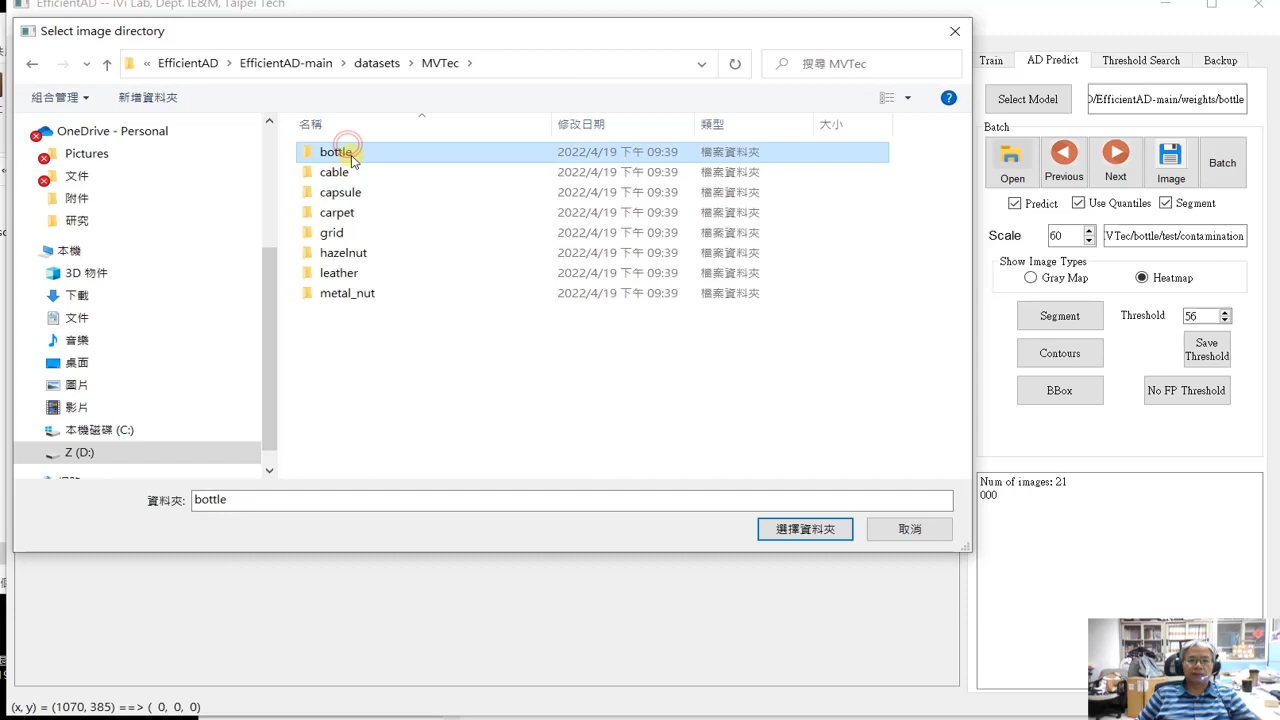 EfficientAD -- iVi Lab, Dept. IE&M, Taipei Tech
Select image directory
« EfficientAD > EfficientAD-main > datasets > MVTec >
搜尋 MVTec
組合管理 新增資料夾
OneDrive - Personal
Pictures
文件
附件
研究
本機
3D 物件
下載
文件
音樂
桌面
圖片
影片
本機磁碟 (C:)
Z (D:)
名稱 修改日期 類型 大小
bottle 2022/4/19 下午 09:39 檔案資料夾
cable 2022/4/19 下午 09:39 檔案資料夾
capsule 2022/4/19 下午 09:39 檔案資料夾
carpet 2022/4/19 下午 09:39 檔案資料夾
grid 2022/4/19 下午 09:39 檔案資料夾
hazelnut 2022/4/19 下午 09:39 檔案資料夾
leather 2022/4/19 下午 09:39 檔案資料夾
metal_nut 2022/4/19 下午 09:39 檔案資料夾
資料夾: bottle
選擇資料夾 取消
Train AD Predict Threshold Search Backup
Select Model
)/EfficientAD-main/weights/bottle
Batch
Open Previous Next Image Batch
Predict Use Quantiles Segment
Scale 60 VTec/bottle/test/contamination
Show Image Types
Gray Map Heatmap
Segment Threshold 56
Contours Save
Threshold
BBox No FP Threshold
Num of images: 21
000
(x, y) = (1070, 385) ==> ( 0, 0, 0)